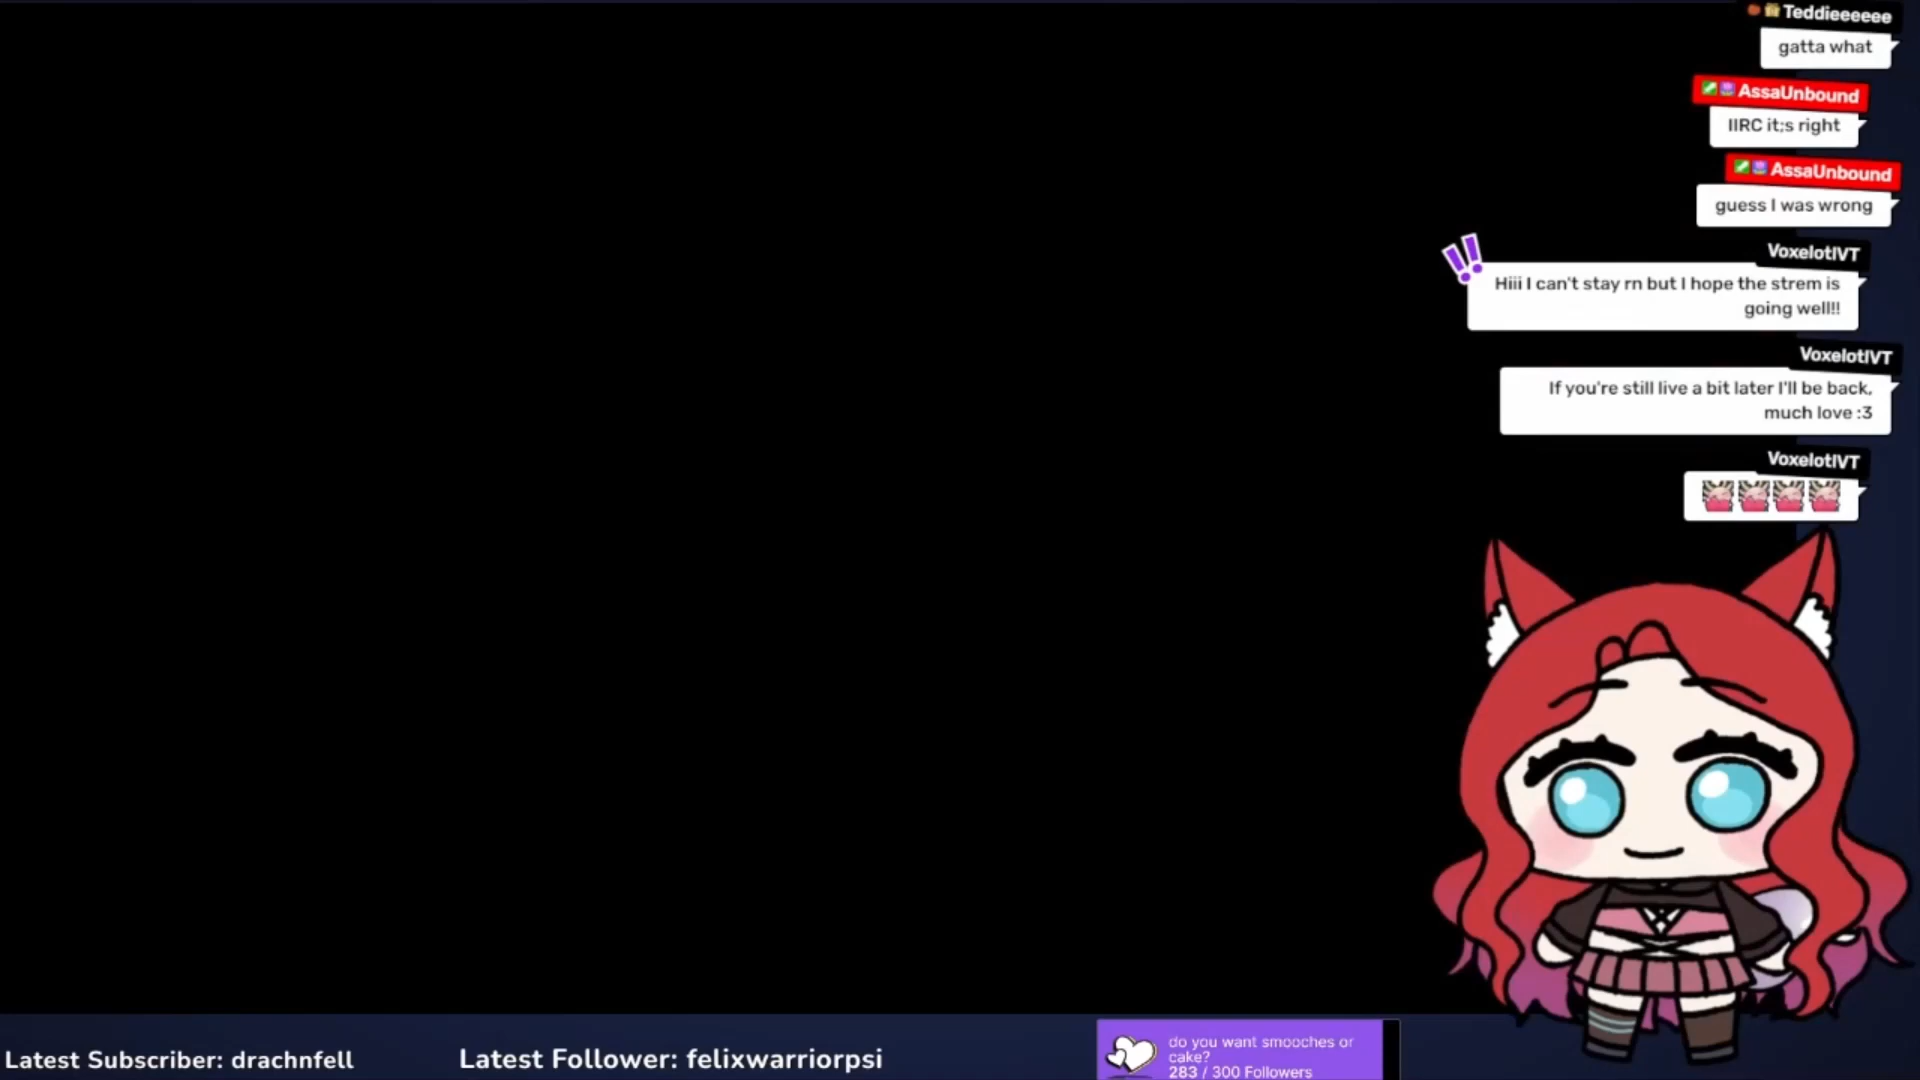 Teddieeeeee
gatta what
AssaUnbound
IIRC it;s right
AssaUnbound
guess I was wrong
VoxelotlVT
Hiii I can't stay rn but I hope the strem is
going well!!
VoxelotlVT
If you're still live a bit later I'll be back,
much love :3
VoxelotlVT
Latest Subscriber: drachnfell
Latest Follower: felixwarriorpsi
do you want smooches or
cake?
283 / 300 Followers